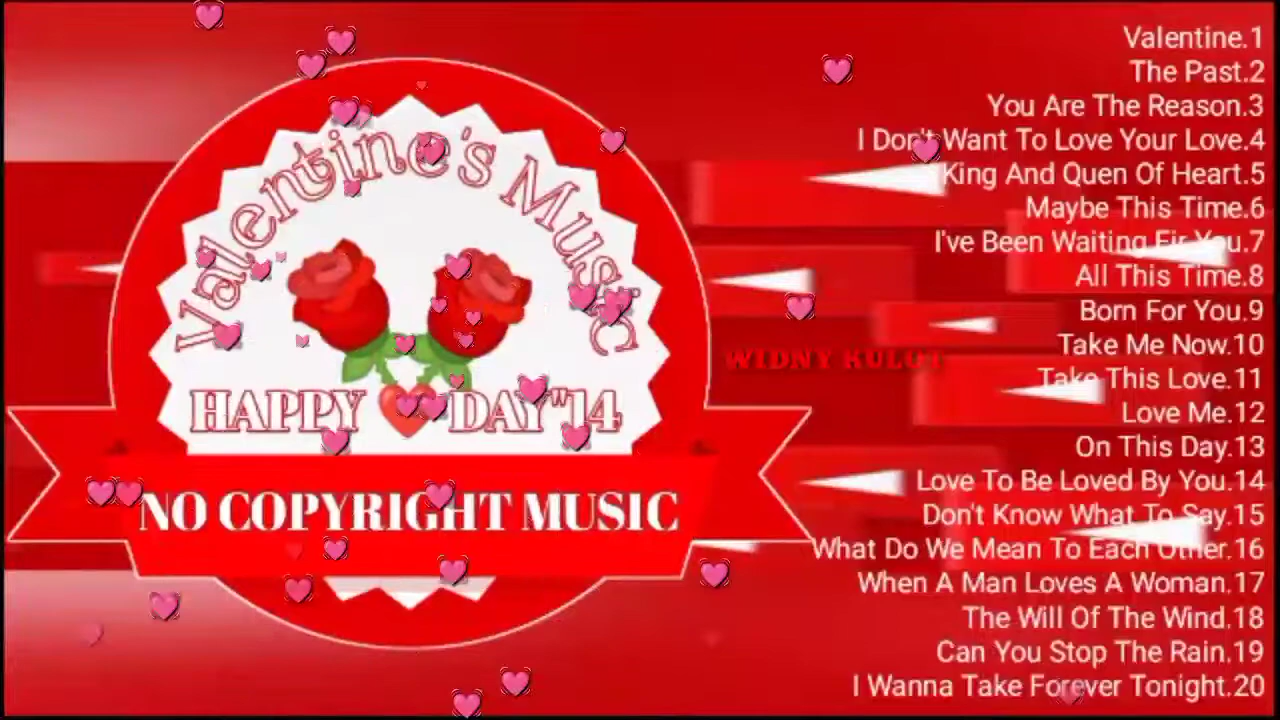 Valentine's Music
HAPPY ❤️ DAY"14
NO COPYRIGHT MUSIC
WIDNY KULOT
Valentine.1
The Past.2
You Are The Reason.3
I Don't Want To Love Your Love.4
King And Quen Of Heart.5
Maybe This Time.6
I've Been Waiting Fir You.7
All This Time.8
Born For You.9
Take Me Now.10
Take This Love.11
Love Me.12
On This Day.13
Love To Be Loved By You.14
Don't Know What To Say.15
What Do We Mean To Each Other.16
When A Man Loves A Woman.17
The Will Of The Wind.18
Can You Stop The Rain.19
I Wanna Take Forever Tonight.20